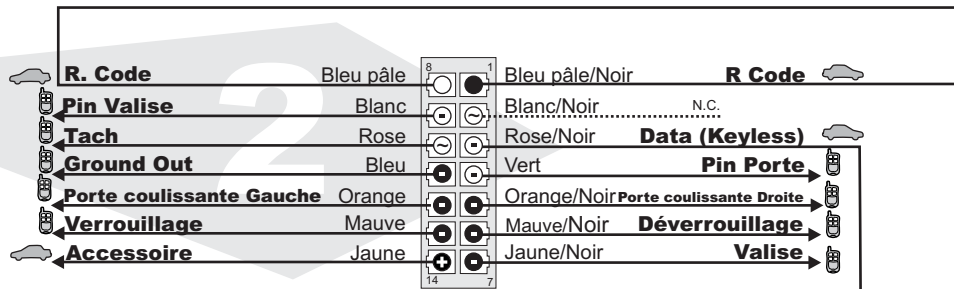 8 1
R. Code Bleu pâle Bleu pâle/Noir R Code
Pin Valise Blanc Blanc/Noir N.C.
Tach Rose Rose/Noir Data (Keyless)
Ground Out Bleu Vert Pin Porte
Porte coulissante Gauche Orange Orange/Noir Porte coulissante Droite
Verrouillage Mauve Mauve/Noir Déverrouillage
Accessoire Jaune Jaune/Noir Valise
14 7
2